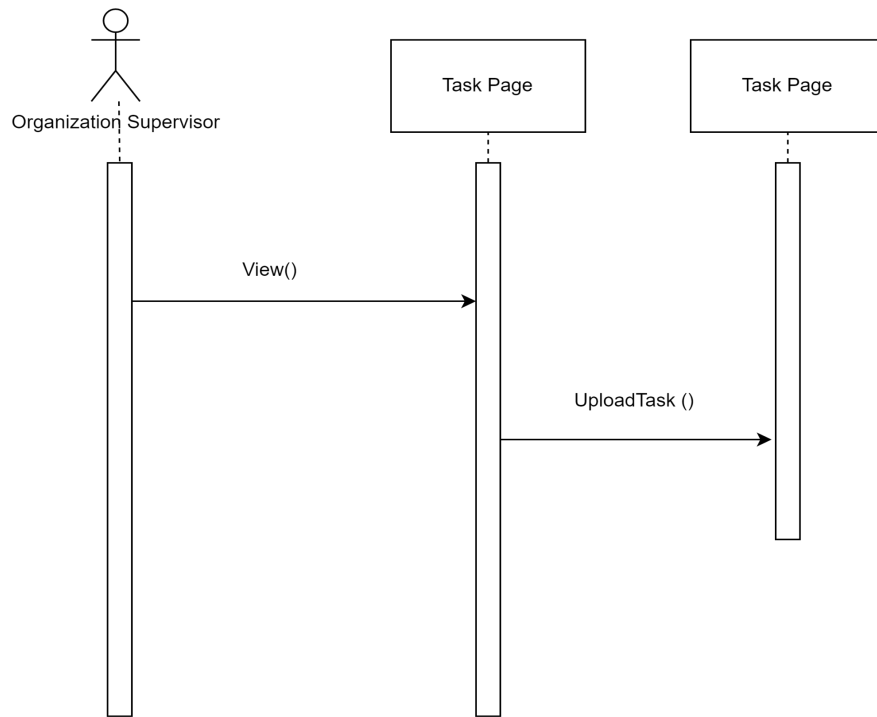 Organization Supervisor
Task Page
Task Page
View()
UploadTask ()